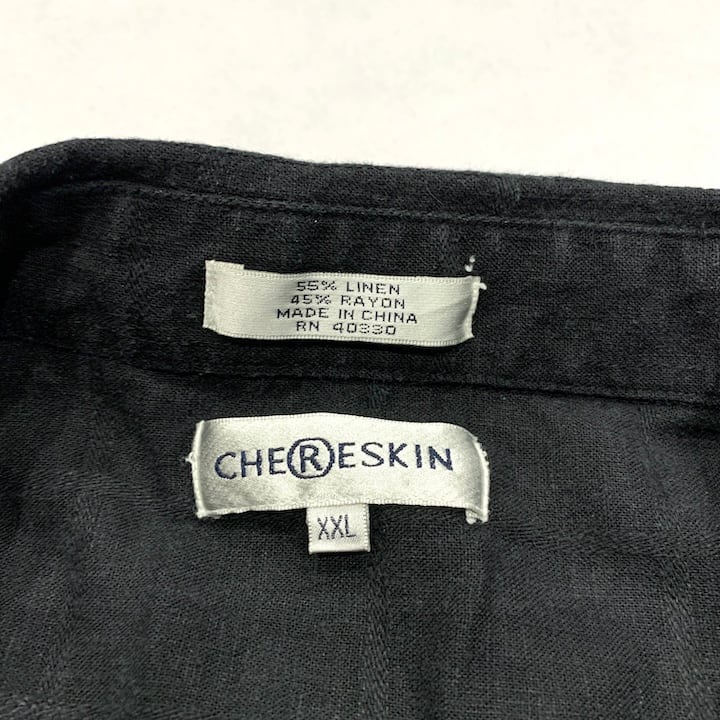 55% LINEN
45% RAYON
MADE IN CHINA
RN 40330
CHE®ESKIN
XXL